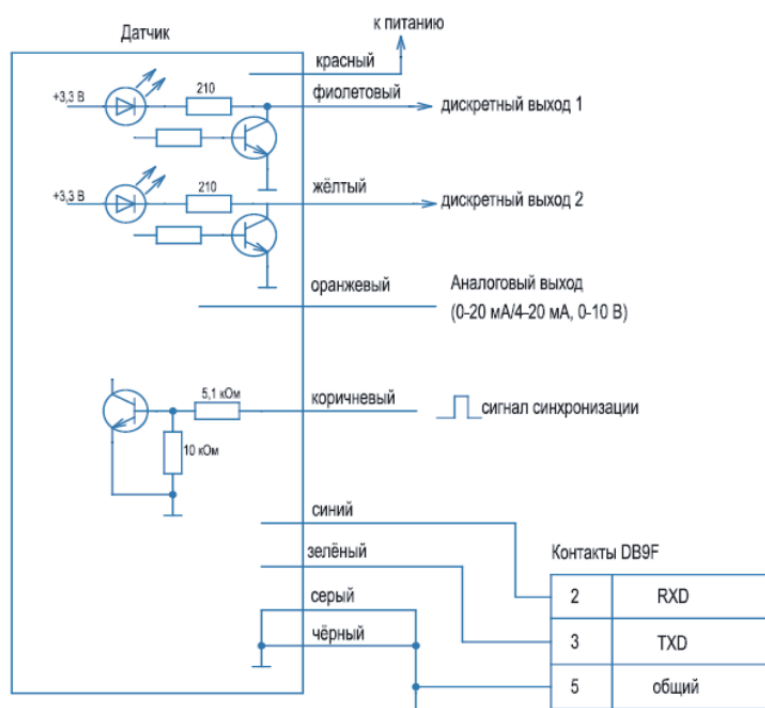 к питанию
Датчик
красный
+3,3 В
210
фиолетовый
дискретный выход 1
+3,3 В
210
жёлтый
дискретный выход 2
оранжевый
Аналоговый выход
(0-20 мА/4-20 мА, 0-10 В)
5,1 кОм
коричневый
сигнал синхронизации
10 кОм
синий
зелёный
Контакты DB9F
серый
2 RXD
чёрный
3 TXD
5 общий